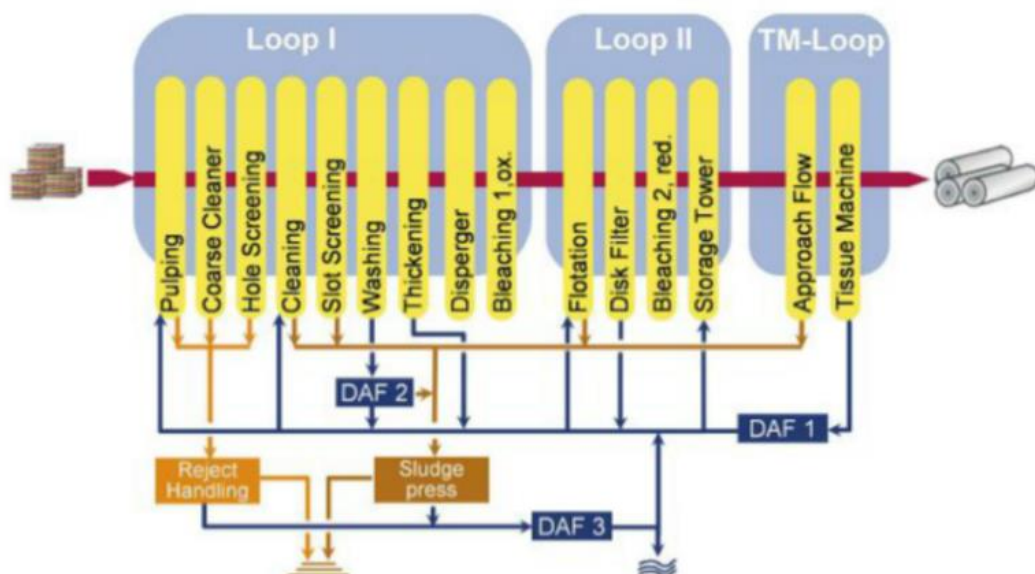 Loop I
Loop II
TM-Loop
Pulping
Coarse Cleaner
Hole Screening
Cleaning
Slot Screening
Washing
Thickening
Disperger
Bleaching 1,ox.
Flotation
Disk Filter
Bleaching 2, red.
Storage Tower
Approach Flow
Tissue Machine
DAF 2
DAF 1
Reject
Handling
Sludge
press
DAF 3